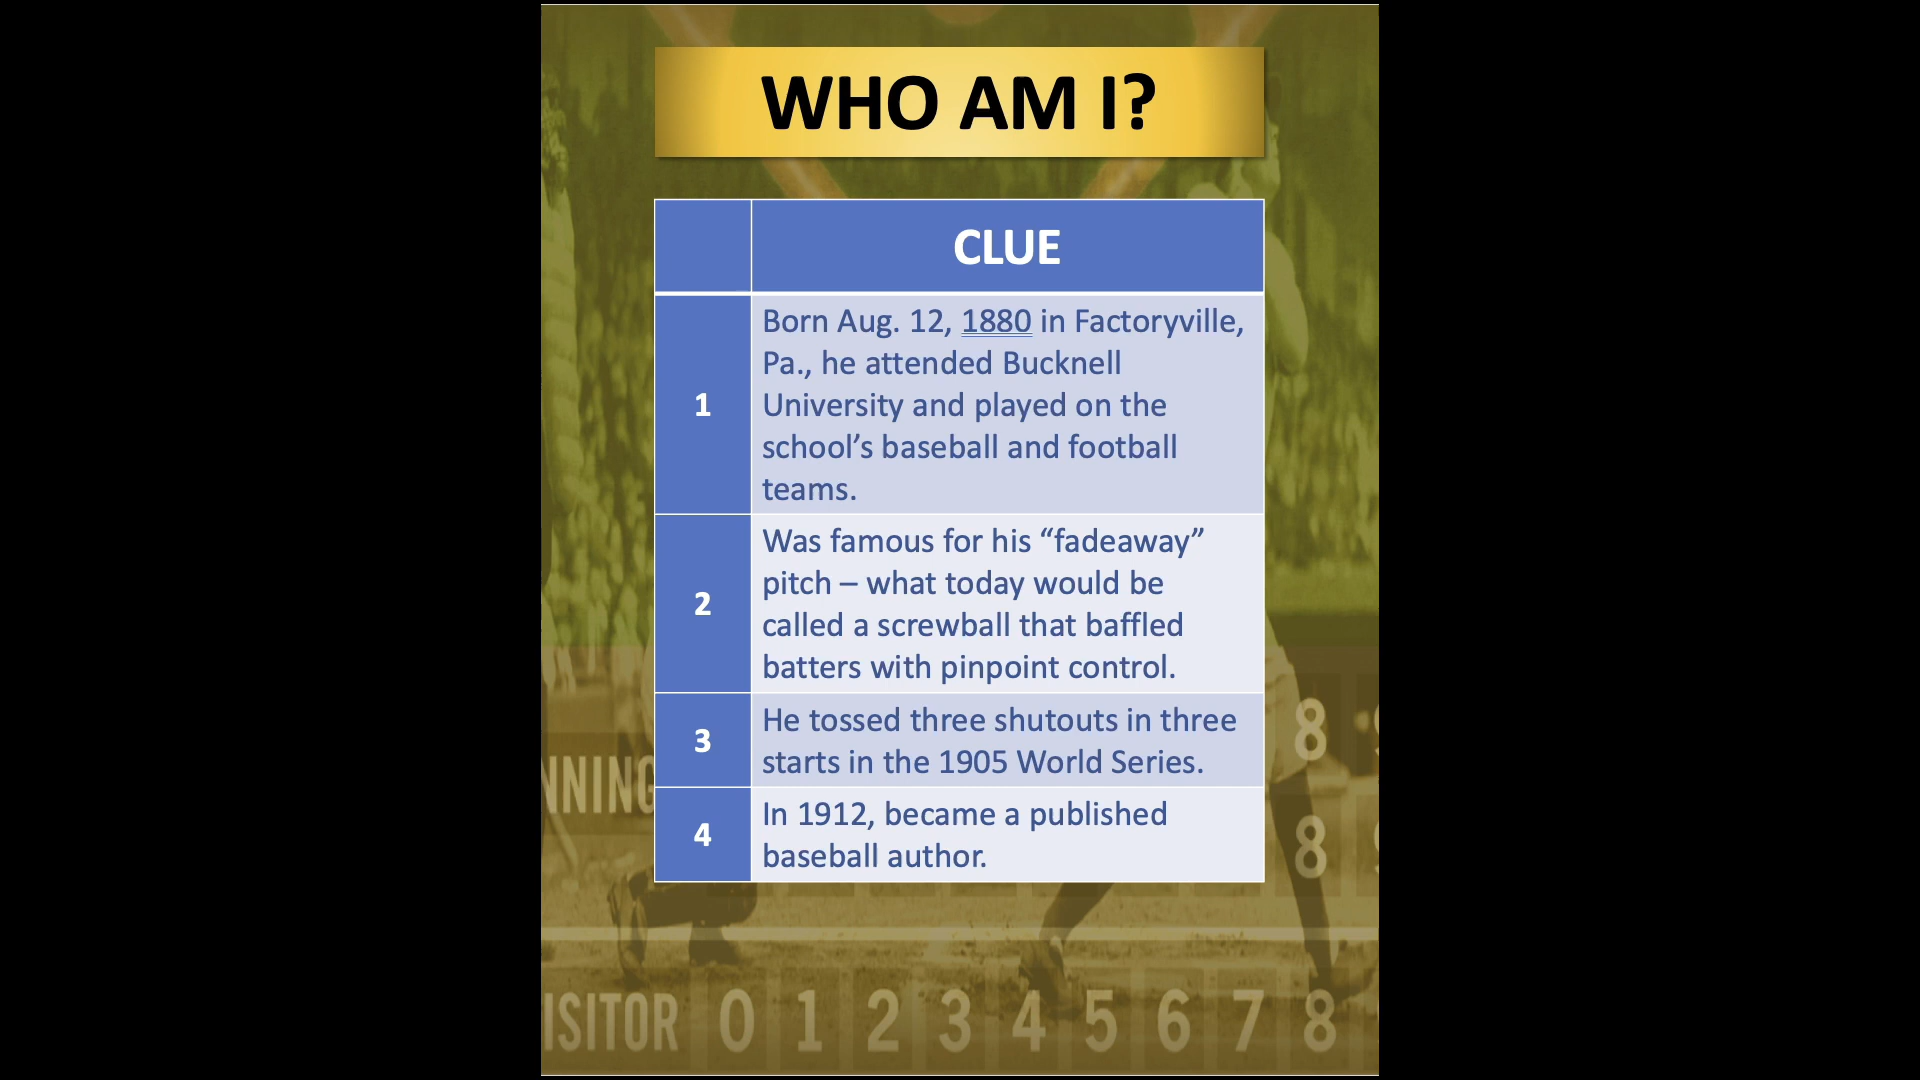 WHO AM I?
CLUE
1
Born Aug. 12, 1880 in Factoryville,
Pa., he attended Bucknell
University and played on the
school’s baseball and football
teams.
2
Was famous for his “fadeaway”
pitch – what today would be
called a screwball that baffled
batters with pinpoint control.
3
He tossed three shutouts in three
starts in the 1905 World Series.
4
In 1912, became a published
baseball author.
8
NNING
8
ISITOR 0 1 2 3 4 5 6 7 8